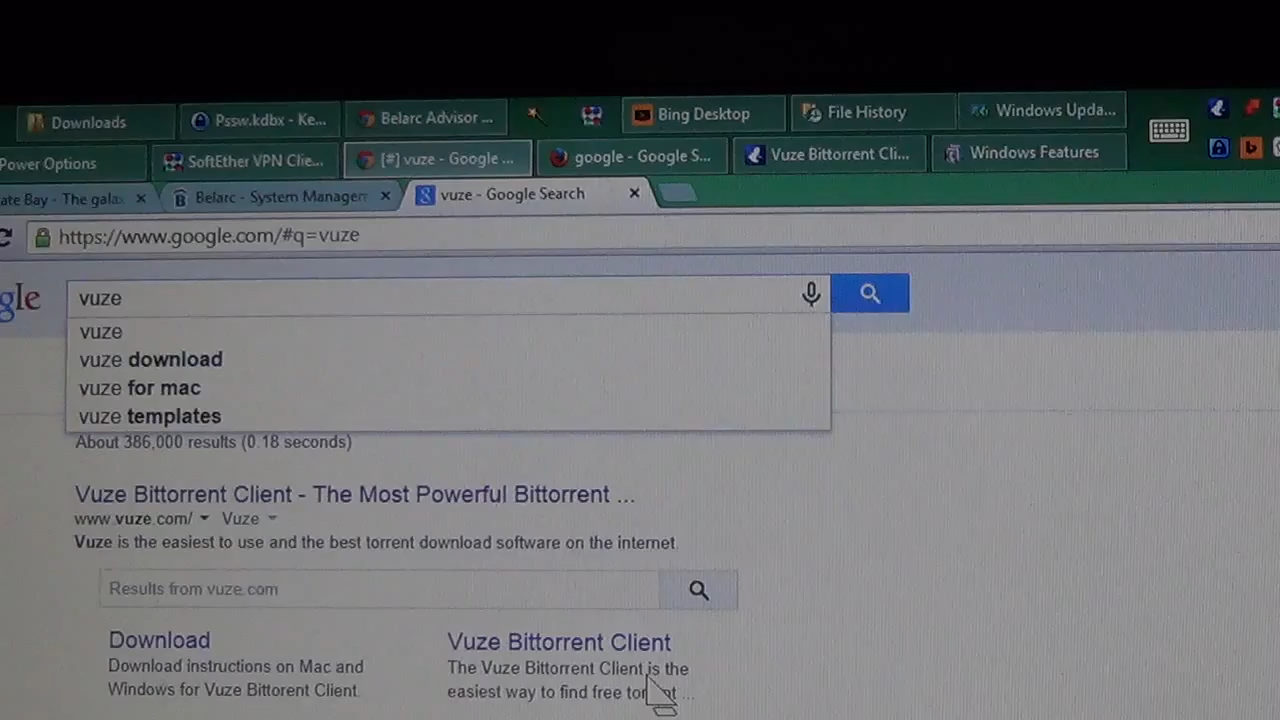 Downloads
Pssw.kdbx - Ke...
Belarc Advisor ...
Bing Desktop
File History
Windows Upda...
Power Options
SoftEther VPN Clie...
[#] vuze - Google ...
google - Google S...
Vuze Bittorrent Cli...
Windows Features
ate Bay - The gala
Belarc - System Managem
vuze - Google Search
https://www.google.com/#q=vuze
gle
vuze
vuze
vuze download
vuze for mac
vuze templates
About 386,000 results (0.18 seconds)
Vuze Bittorrent Client - The Most Powerful Bittorrent ...
www.vuze.com/ Vuze
Vuze is the easiest to use and the best torrent download software on the internet.
Results from vuze.com
Download
Download instructions on Mac and
Windows for Vuze Bittorent Client.
Vuze Bittorrent Client
The Vuze Bittorrent Client is the
easiest way to find free torrent ...